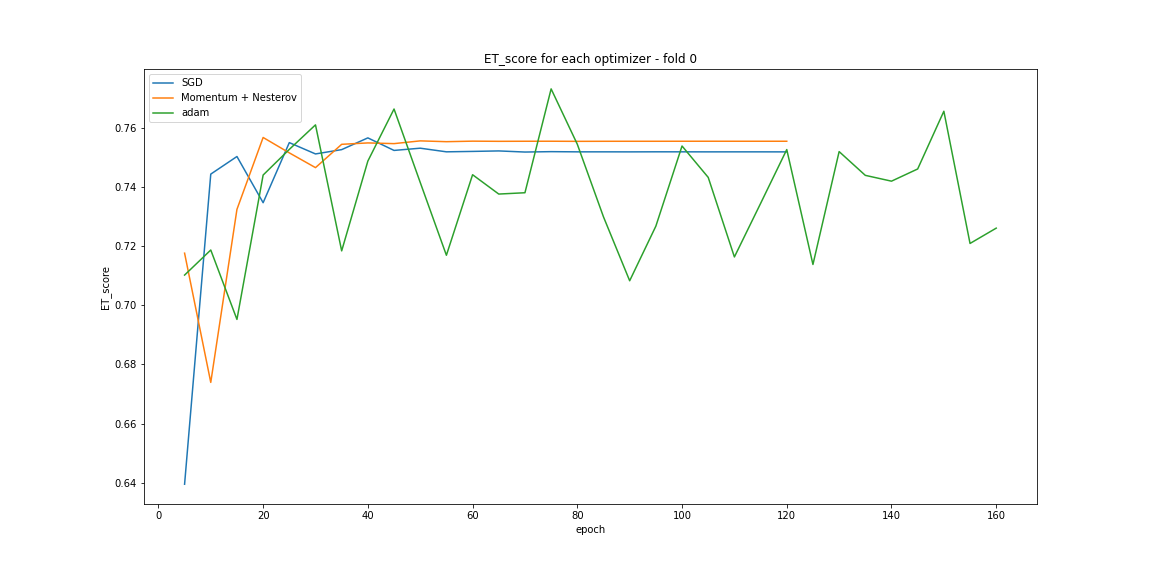 ET_score for each optimizer - fold 0
SGD
Momentum + Nesterov
adam
ET_score
0.76
0.74
0.72
0.70
0.68
0.66
0.64
0 20 40 60 80 100 120 140 160
epoch